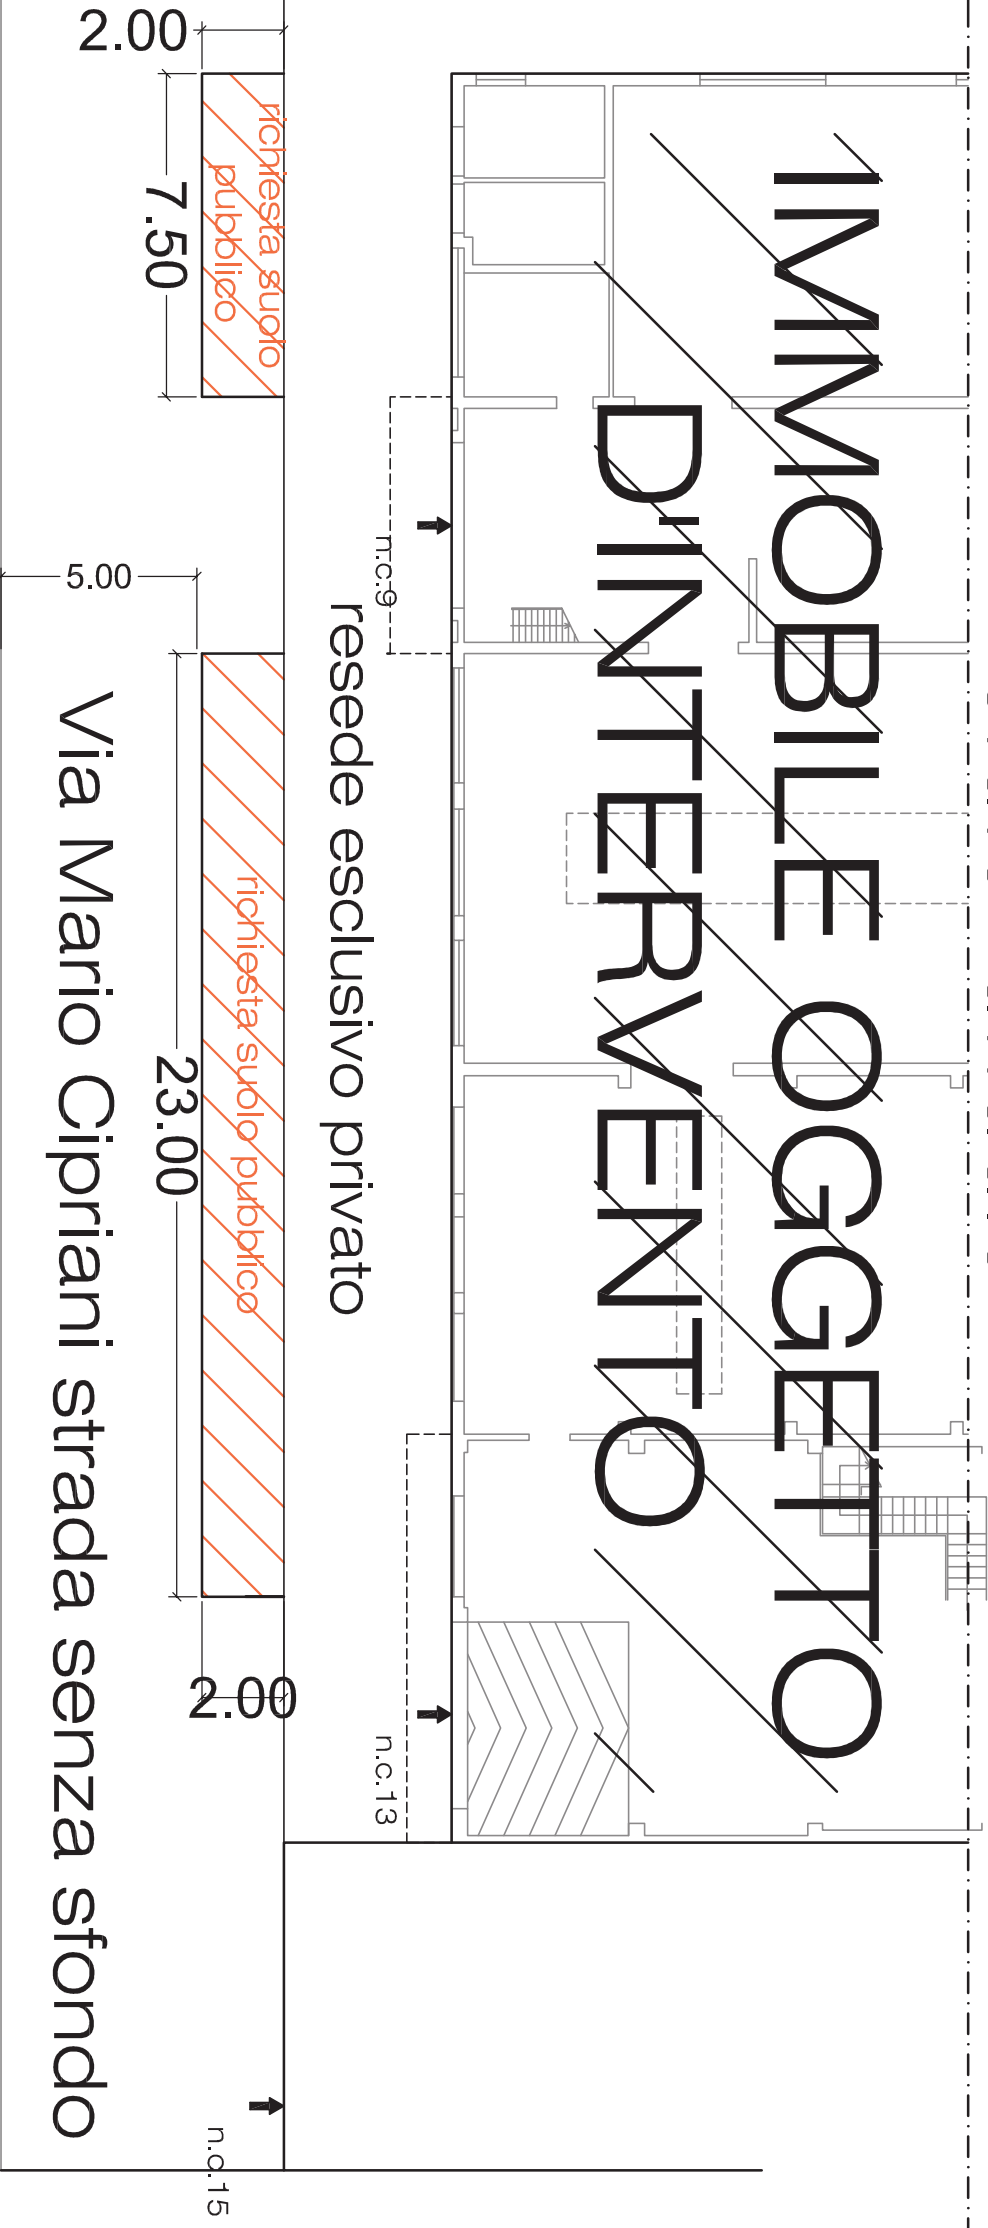 IMMOBILE OGGETTO
D'INTERVENTO
n.c.9
n.c.13
resede esclusivo privato
2.00
richiesta suolo
pubblico
7.50
richiesta suolo pubblico
23.00
2.00
n.c.15
5.00
Via Mario Cipriani strada senza sfondo